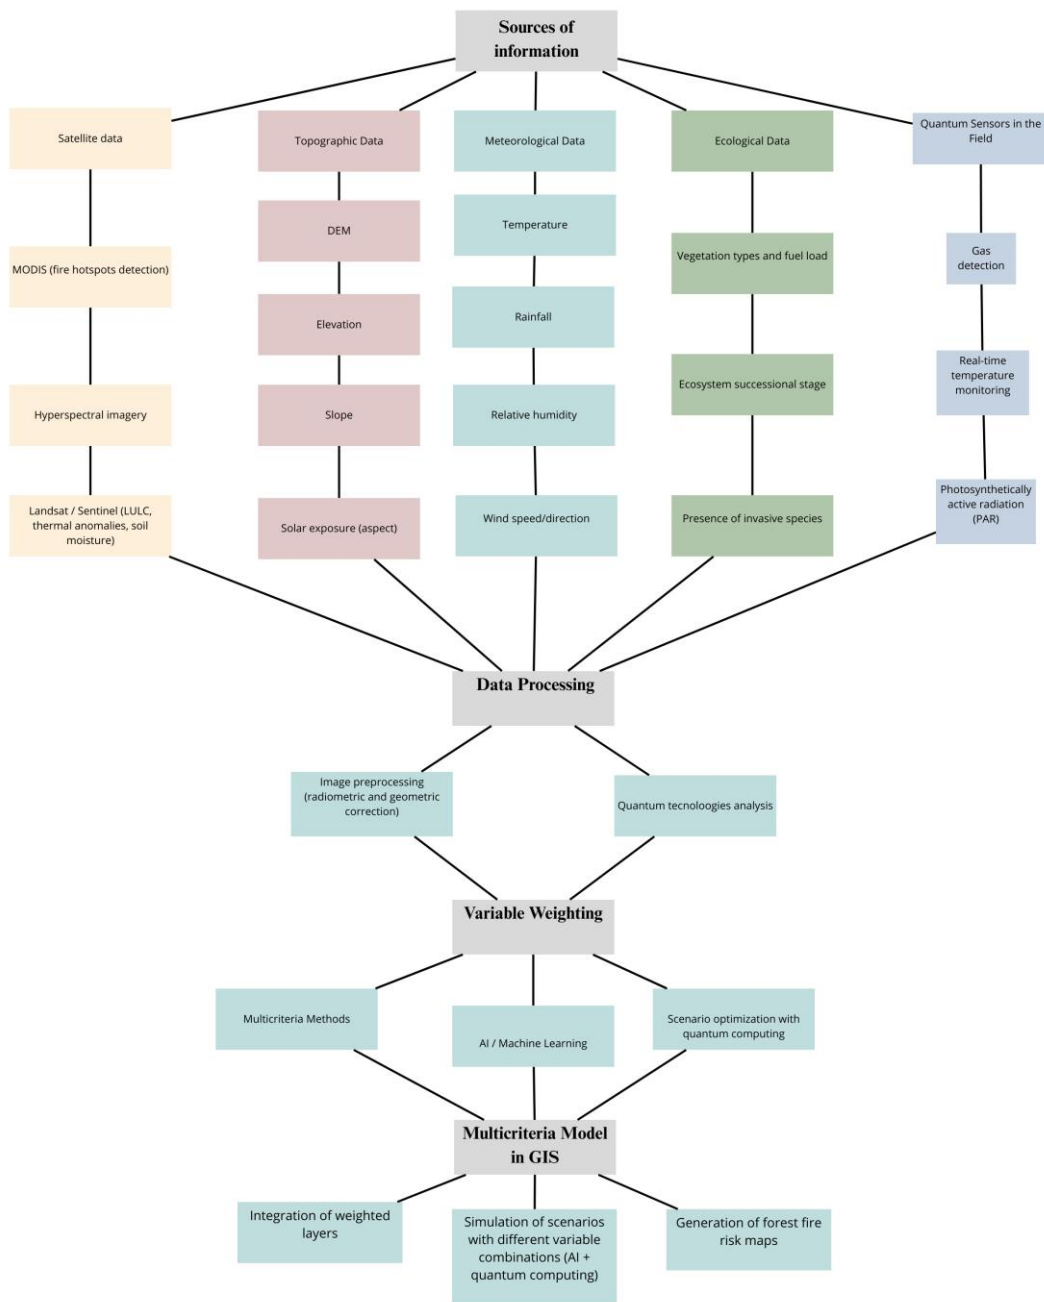 Sources of
information
Satellite data
Topographic Data
Meteorological Data
Ecological Data
Quantum Sensors in the
Field
MODIS (fire hotspots detection)
DEM
Temperature
Vegetation types and fuel load
Gas
detection
Elevation
Rainfall
Hyperspectral imagery
Slope
Relative humidity
Ecosystem successional stage
Real-time
temperature
monitoring
Landsat / Sentinel (LULC,
thermal anomalies, soil
moisture)
Solar exposure (aspect)
Wind speed/direction
Presence of invasive species
Photosynthetically
active radiation
(PAR)
Data Processing
Image preprocessing
(radiometric and geometric
correction)
Quantum tecnoloogies analysis
Variable Weighting
Multicriteria Methods
AI / Machine Learning
Scenario optimization with
quantum computing
Multicriteria Model
in GIS
Integration of weighted
layers
Simulation of scenarios
with different variable
combinations (AI +
quantum computing)
Generation of forest fire
risk maps